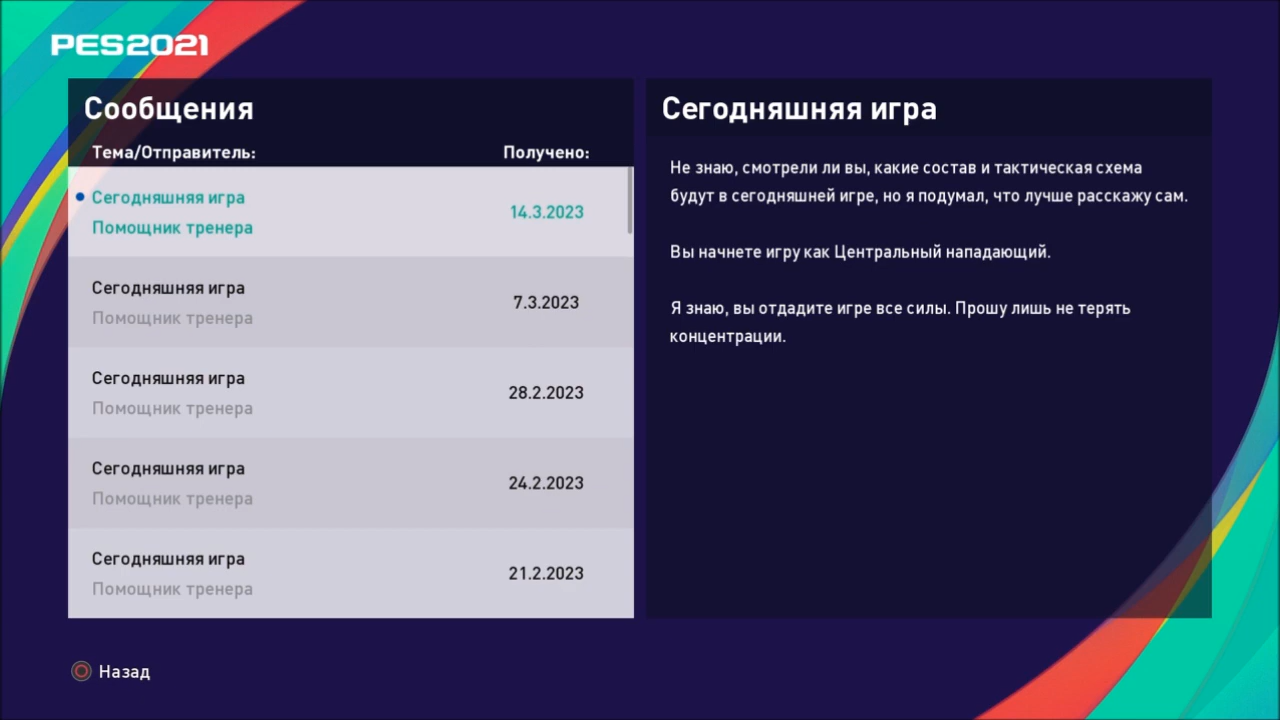 PES2021
Сообщения
Тема/Отправитель:
Получено:
Сегодняшняя игра
Помощник тренера
14.3.2023
Сегодняшняя игра
Помощник тренера
7.3.2023
Сегодняшняя игра
Помощник тренера
28.2.2023
Сегодняшняя игра
Помощник тренера
24.2.2023
Сегодняшняя игра
Помощник тренера
21.2.2023
Сегодняшняя игра
Не знаю, смотрели ли вы, какие состав и тактическая схема
будут в сегодняшней игре, но я подумал, что лучше расскажу сам.
Вы начнете игру как Центральный нападающий.
Я знаю, вы отдадите игре все силы. Прошу лишь не терять
концентрации.
Назад